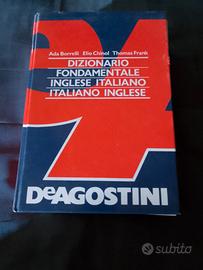 Ada Borrelli Elio Chinol Thomas Frank
DIZIONARIO
FONDAMENTALE
INGLESE ITALIANO
ITALIANO INGLESE
DEAGOSTINI
subito